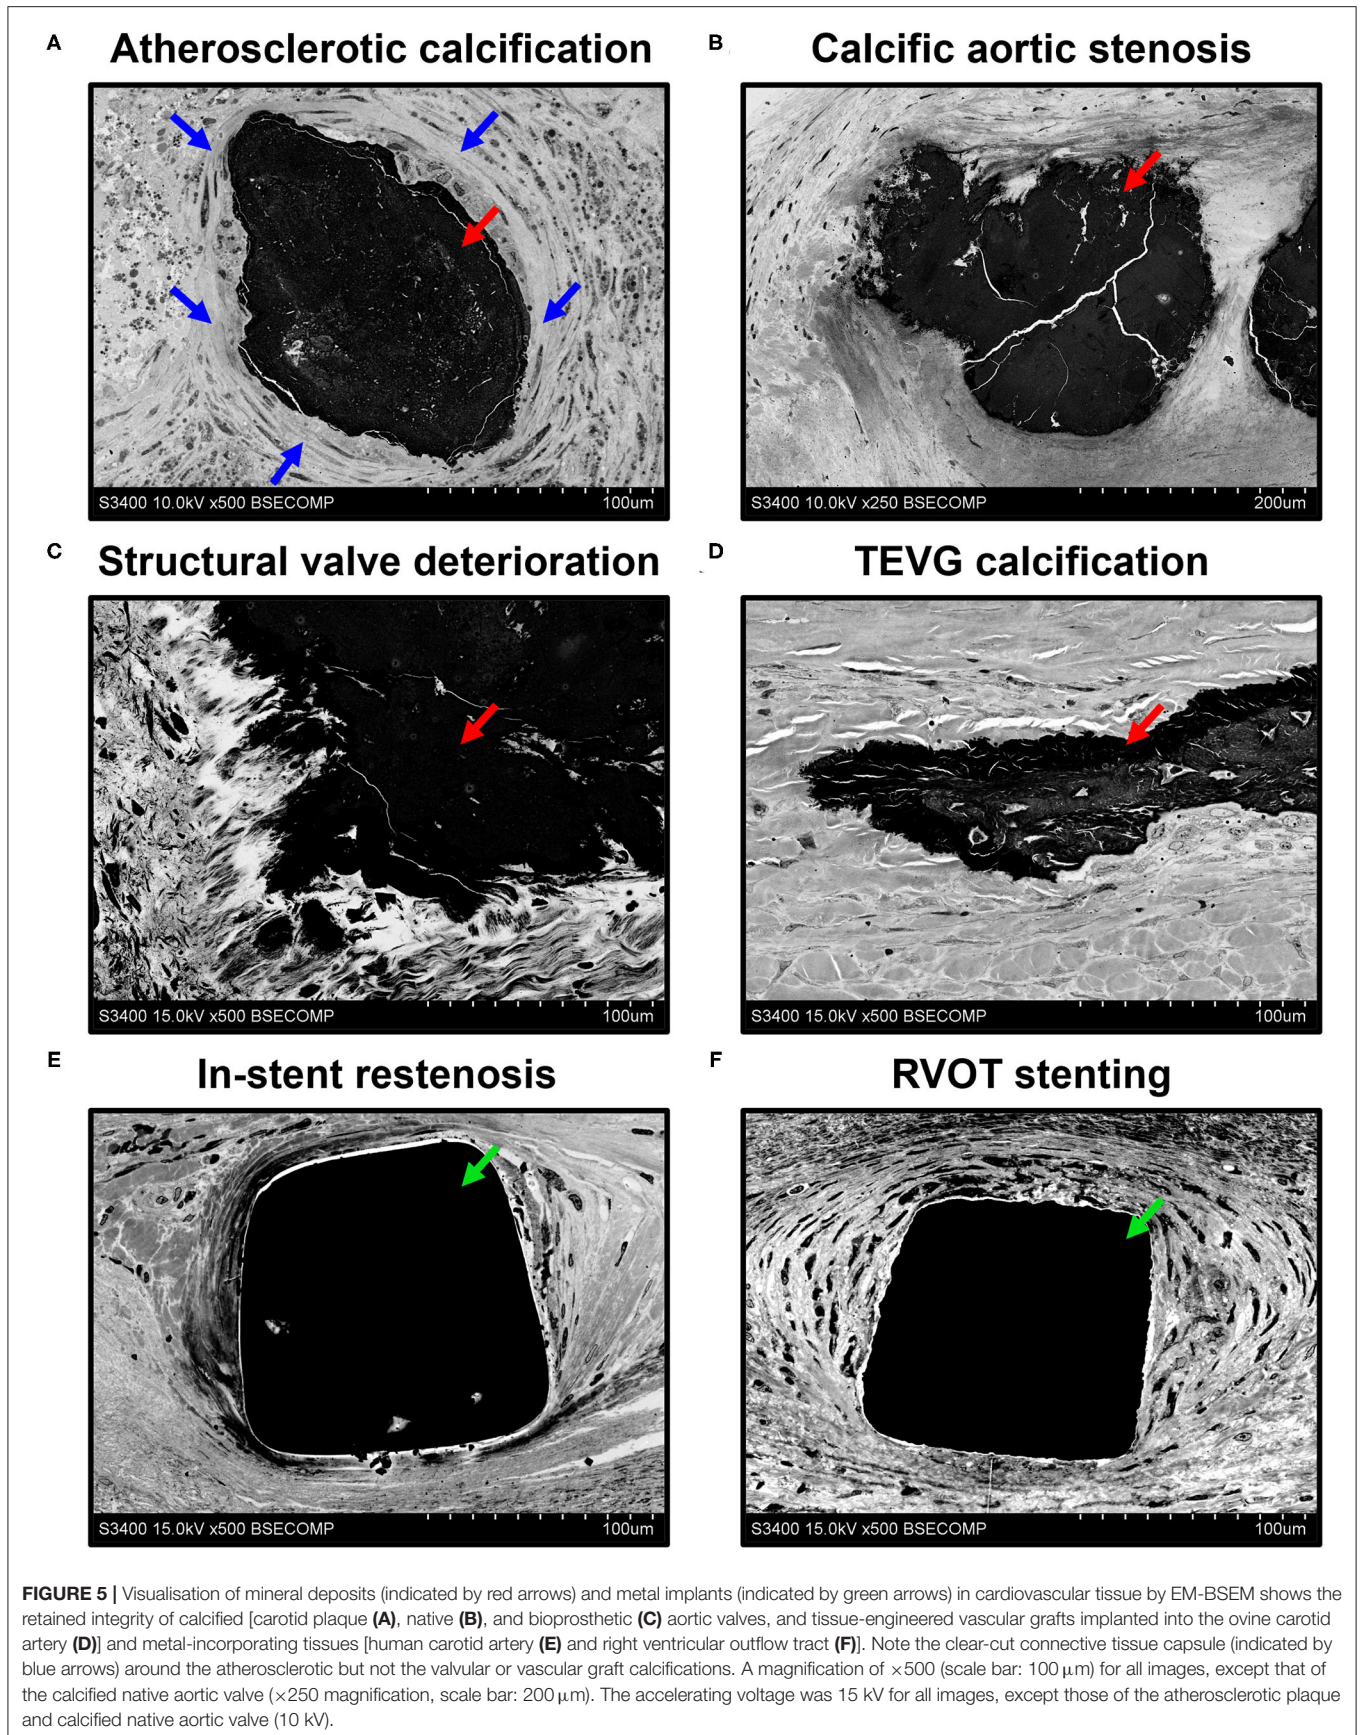 A Atherosclerotic calcification
B Calcific aortic stenosis
S3400 10.0kV x500 BSECOMP 100um
S3400 10.0kV x250 BSECOMP 200um
C Structural valve deterioration
D TEVG calcification
S3400 15.0kV x500 BSECOMP 100um
S3400 15.0kV x500 BSECOMP 100um
E In-stent restenosis
F RVOT stenting
S3400 15.0kV x500 BSECOMP 100um
S3400 15.0kV x500 BSECOMP 100um
FIGURE 5 | Visualisation of mineral deposits (indicated by red arrows) and metal implants (indicated by green arrows) in cardiovascular tissue by EM-BSEM shows the
retained integrity of calcified [carotid plaque (A), native (B), and bioprosthetic (C) aortic valves, and tissue-engineered vascular grafts implanted into the ovine carotid
artery (D)] and metal-incorporating tissues [human carotid artery (E) and right ventricular outflow tract (F)]. Note the clear-cut connective tissue capsule (indicated by
blue arrows) around the atherosclerotic but not the valvular or vascular graft calcifications. A magnification of ×500 (scale bar: 100 μm) for all images, except that of
the calcified native aortic valve (×250 magnification, scale bar: 200 μm). The accelerating voltage was 15 kV for all images, except those of the atherosclerotic plaque
and calcified native aortic valve (10 kV).